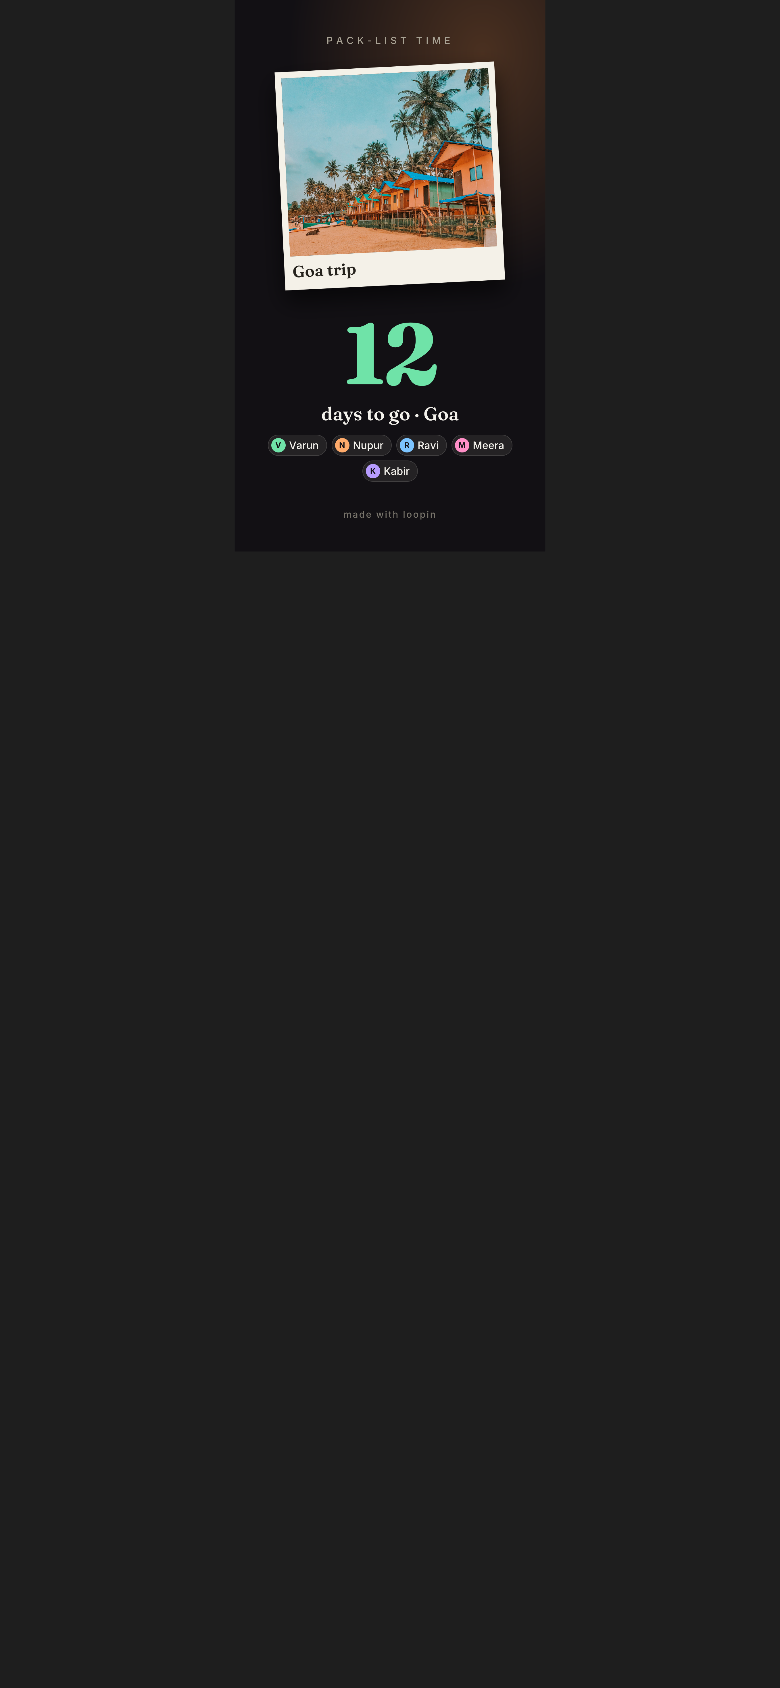 PACK-LIST TIME
Goa trip
12
days to go · Goa
V Varun N Nupur R Ravi M Meera
K Kabir
made with loopin